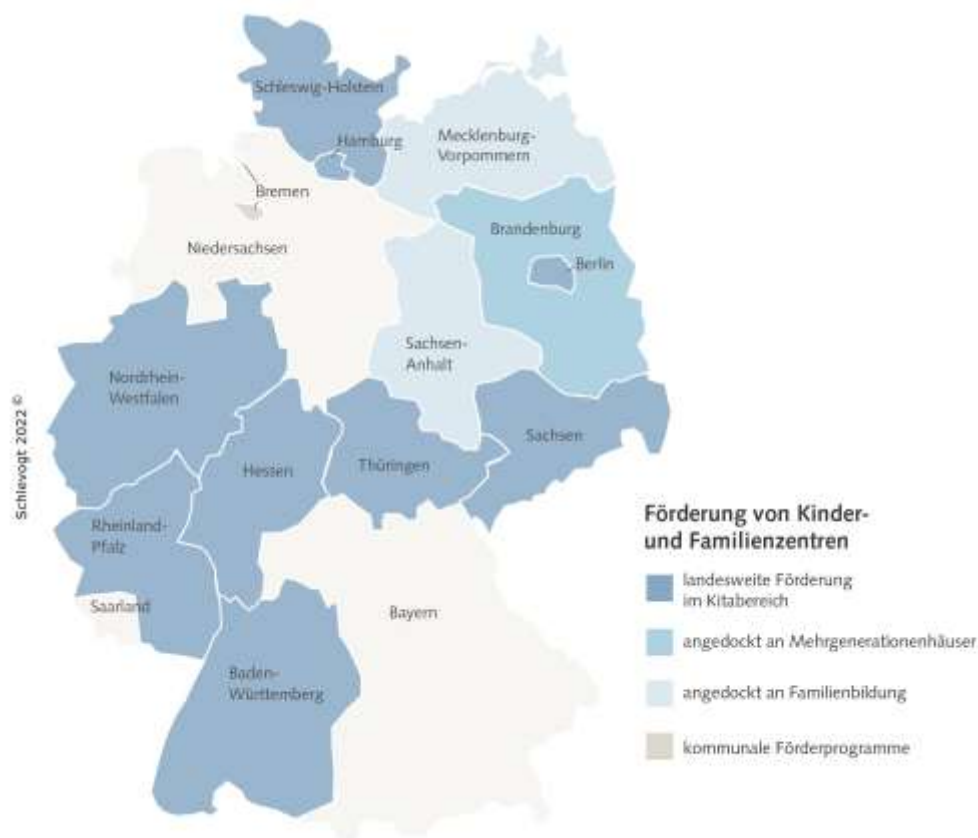 Schleswig-Holstein
Hamburg
Mecklenburg-
Vorpommern
Bremen
Niedersachsen
Brandenburg
Berlin
Sachsen-
Anhalt
Nordrhein-
Westfalen
Hessen
Thüringen
Sachsen
Rheinland-
Pfalz
Saarland
Bayern
Baden-
Württemberg
Schlevogt 2022 ©
Förderung von Kinder-
und Familienzentren
landesweite Förderung
im Kitabereich
angedockt an Mehrgenerationenhäuser
angedockt an Familienbildung
kommunale Förderprogramme